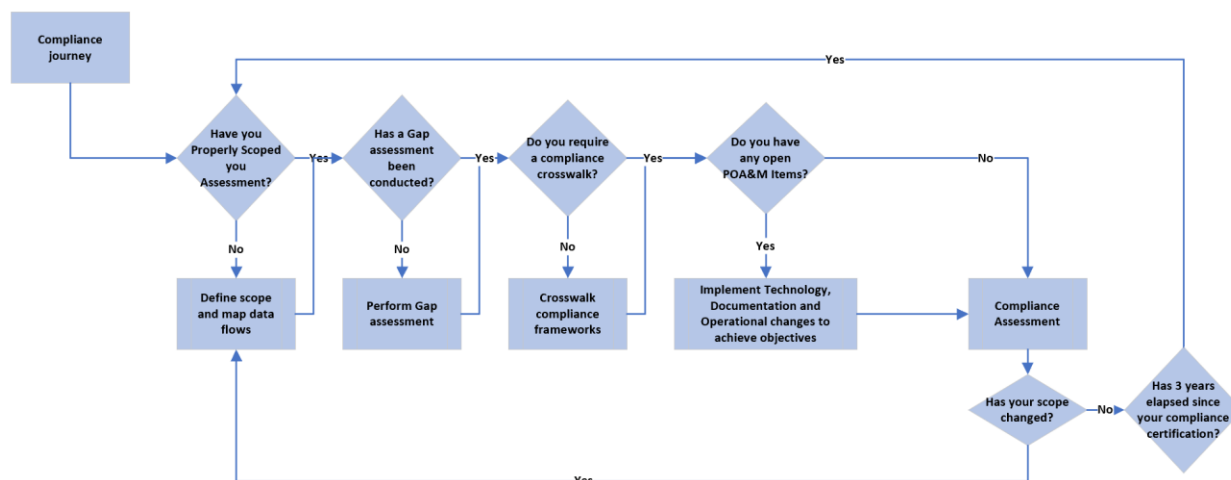 Compliance
journey
Yes
Have you
Properly Scoped
you
Assessment?
Yes
Has a Gap
assessment
been
conducted?
Yes
Do you require
a compliance
crosswalk?
Yes
Do you have
any open
POA&M Items?
No
No
No
No
Yes
Define scope
and map data
flows
Perform Gap
assessment
Crosswalk
compliance
frameworks
Implement Technology,
Documentation and
Operational changes to
achieve objectives
Compliance
Assessment
Has your scope
changed?
No
Has 3 years
elapsed since
your compliance
certification?
Yes